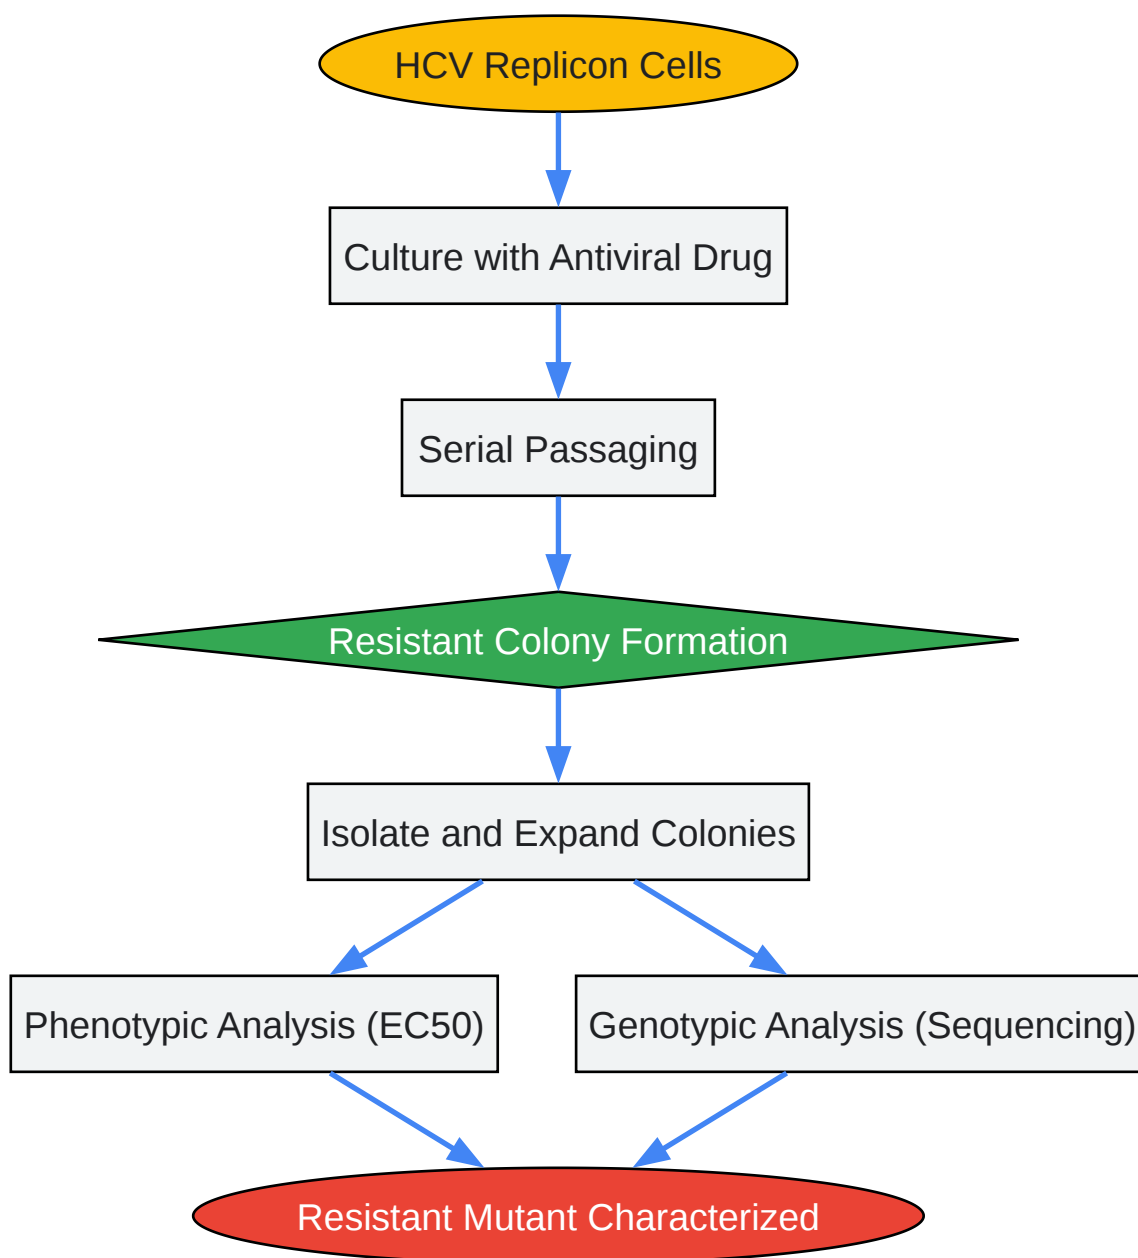 HCV Replicon Cells
Culture with Antiviral Drug
Serial Passaging
Resistant Colony Formation
Isolate and Expand Colonies
Phenotypic Analysis (EC50)
Genotypic Analysis (Sequencing)
Resistant Mutant Characterized